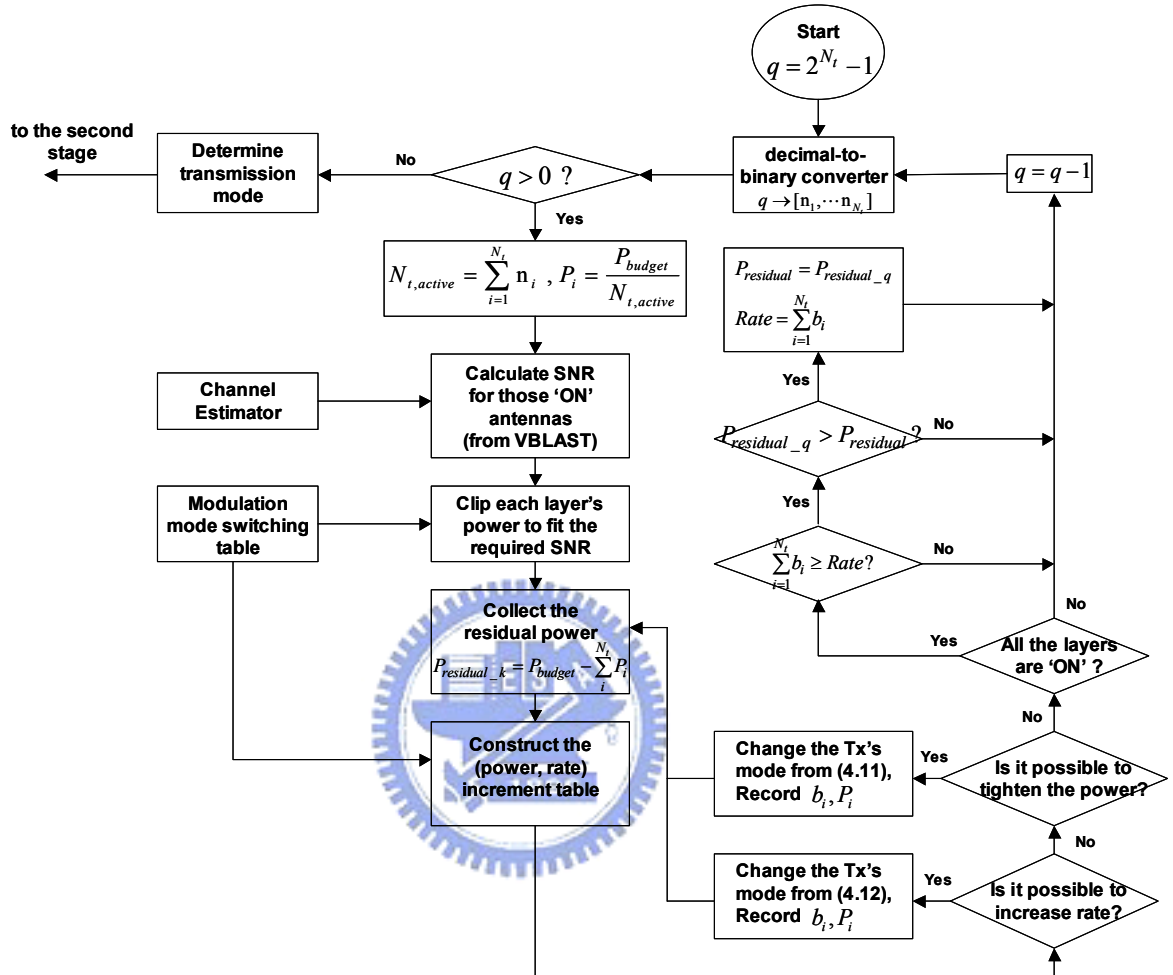 Start
q = 2^{N_t} − 1
to the second
stage
Determine
transmission
mode
No
q > 0 ?
Yes
decimal-to-
binary converter
q → [n_1, ⋯ n_{N_t}]
q = q − 1
N_{t,active} = \sum_{i=1}^{N_t} n_i , P_i = \frac{P_{budget}}{N_{t,active}}
P_{residual} = P_{residual_q}
Rate = \sum_{i=1}^{N_t} b_i
Yes
Channel
Estimator
Calculate SNR
for those ‘ON’
antennas
(from VBLAST)
P_{residual_q} > P_{residual} ?
No
Yes
Modulation
mode switching
table
Clip each layer’s
power to fit the
required SNR
\sum_{i=1}^{N_t} b_i ≥ Rate?
No
Collect the
residual power
P_{residual_k} = P_{budget} − \sum_{i}^{N_t} P_i
Yes
No
All the layers
are ‘ON’ ?
No
Construct the
(power, rate)
increment table
Change the Tx’s
mode from (4.11),
Record b_i, P_i
Yes
Is it possible to
tighten the power?
No
Change the Tx’s
mode from (4.12),
Record b_i, P_i
Yes
Is it possible to
increase rate?